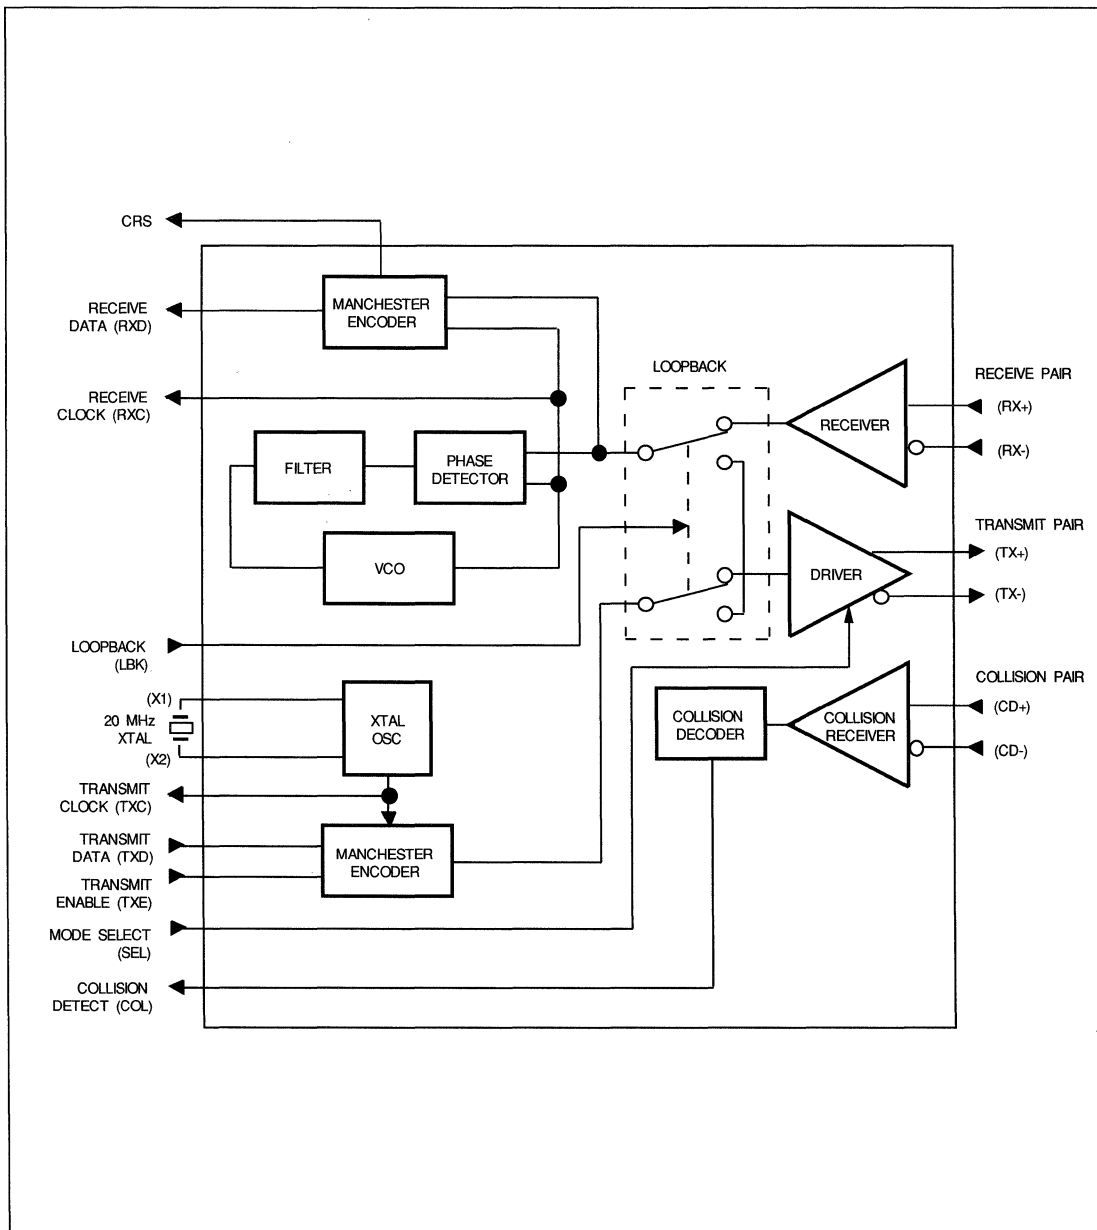 CRS
RECEIVE
DATA (RXD)
MANCHESTER
ENCODER
RECEIVE
CLOCK (RXC)
LOOPBACK
RECEIVE PAIR
(RX+)
(RX-)
RECEIVER
FILTER
PHASE
DETECTOR
VCO
TRANSMIT PAIR
(TX+)
(TX-)
DRIVER
LOOPBACK
(LBK)
(X1)
20 MHz
XTAL
(X2)
XTAL
OSC
COLLISION
DECODER
COLLISION
RECEIVER
COLLISION PAIR
(CD+)
(CD-)
TRANSMIT
CLOCK (TXC)
TRANSMIT
DATA (TXD)
MANCHESTER
ENCODER
TRANSMIT
ENABLE (TXE)
MODE SELECT
(SEL)
COLLISION
DETECT (COL)